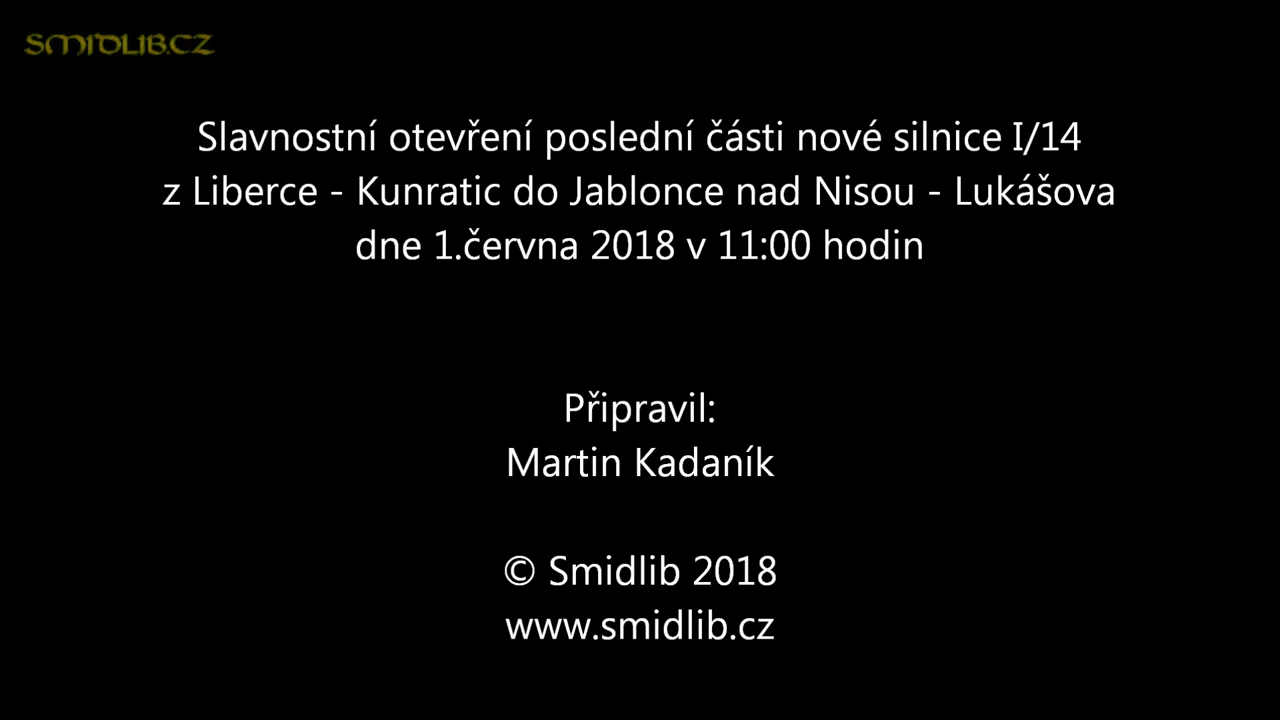 SMIDLIB.CZ
Slavnostní otevření poslední části nové silnice I/14
z Liberce - Kunratic do Jablonce nad Nisou - Lukášova
dne 1.června 2018 v 11:00 hodin
Připravil:
Martin Kadaník
© Smidlib 2018
www.smidlib.cz